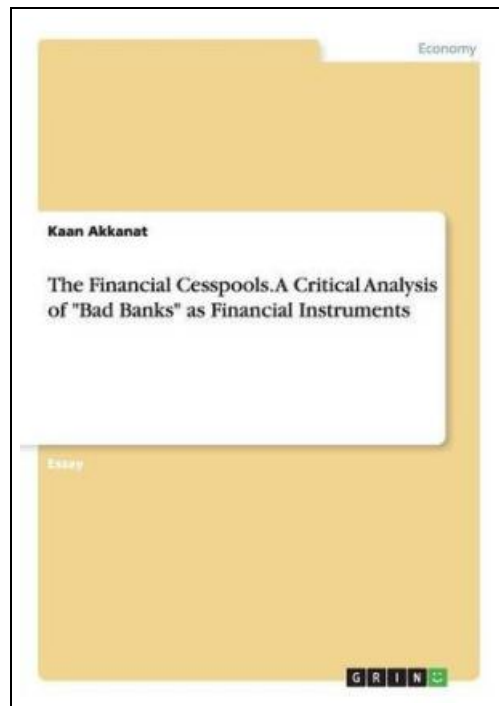 Economy
Kaan Akkanat
The Financial Cesspools. A Critical Analysis
of "Bad Banks" as Financial Instruments
Essay
GRIN